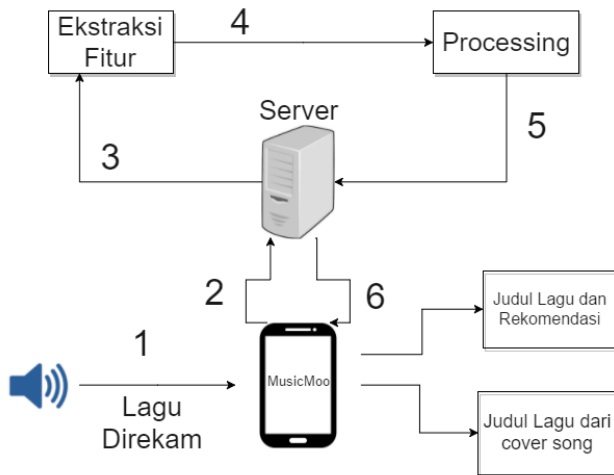 Ekstraksi
Fitur
4
Processing
Server
3
5
2
6
Judul Lagu dan
Rekomendasi
1
MusicMoo
Lagu
Direkam
Judul Lagu dari
cover song